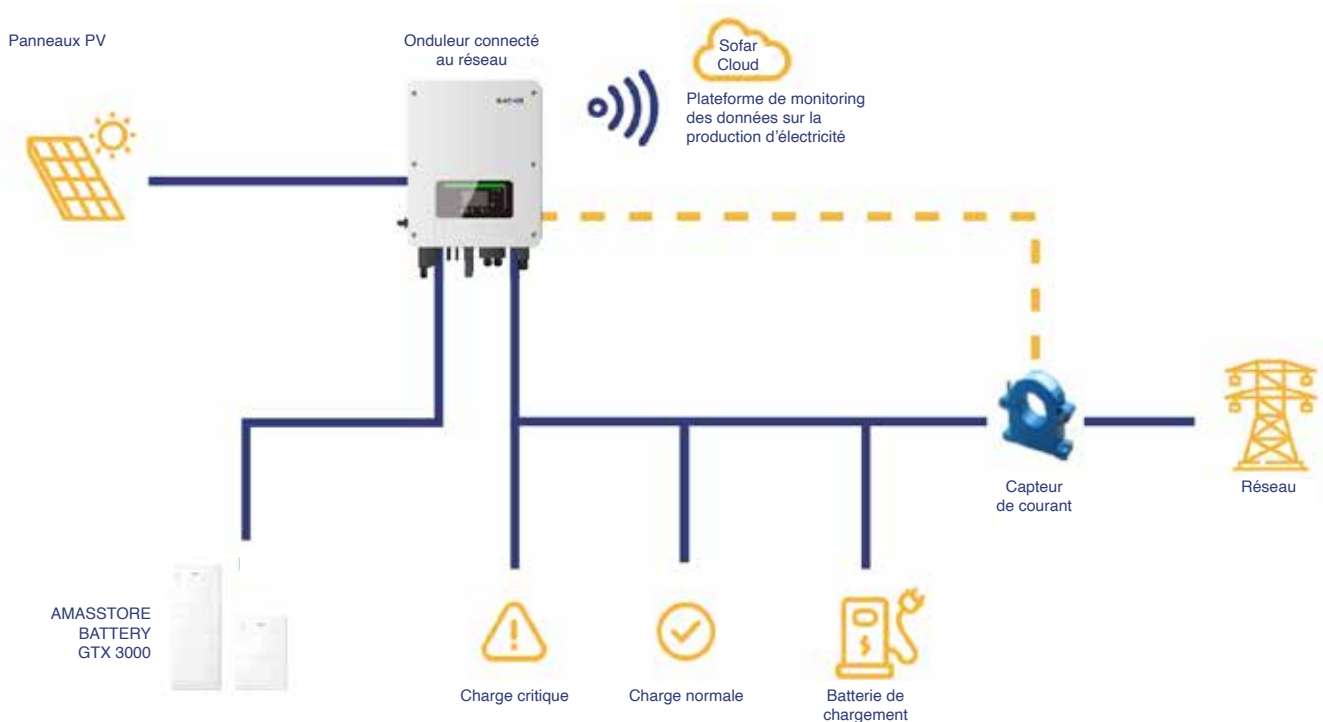 Panneaux PV
Onduleur connecté
au réseau
Sofar
Cloud
Plateforme de monitoring
des données sur la
production d'électricité
Capteur
de courant
Réseau
AMASSTORE
BATTERY
GTX 3000
Charge critique
Charge normale
Batterie de
chargement